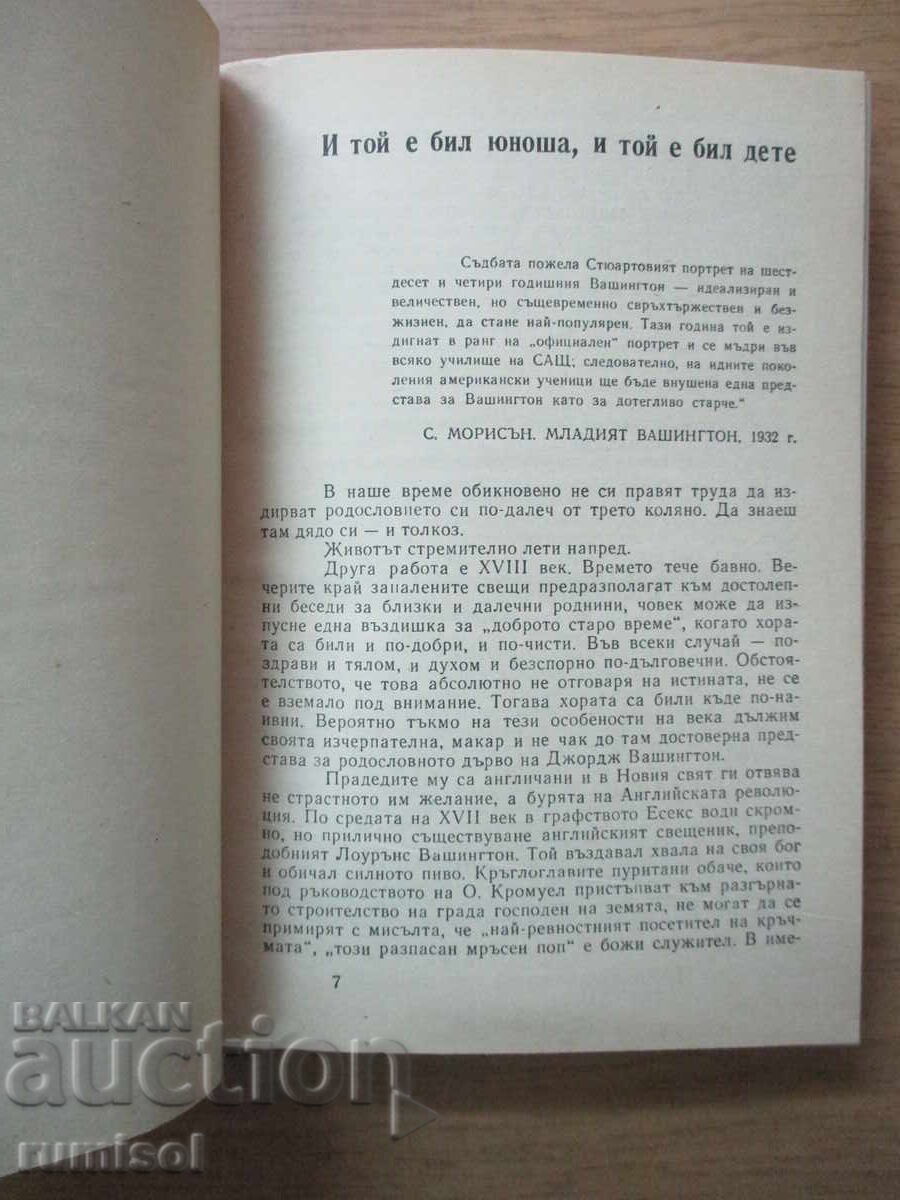 И той е бил юноша, и той е бил дете
Съдбата пожела Стюартовият портрет на шест-
десет и четири годишния Вашингтон — идеализиран и
величествен, но същевременно свръхтържествен и без-
жизнен, да стане най-популярен. Тази година той е из-
дигнат в ранг на „официален“ портрет и се мъдри във
всяко училище на САЩ; следователно, на идните поко-
ления американски ученици ще бъде внушена една пред-
става за Вашингтон като за дотегливо старче.“
С. МОРИСЪН. МЛАДИЯТ ВАШИНГТОН, 1932 г.
В наше време обикновено не си правят труда да из-
дирват родословието си по-далеч от трето коляно. Да знаеш
там дядо си — и толкоз.
Животът стремително лети напред.
Друга работа е XVIII век. Времето тече бавно. Ве-
черите край запалените свещи предразполагат към достолеп-
ни беседи за близки и далечни роднини, човек може да из-
пусне една въздишка за „доброто старо време“, когато хора-
та са били и по-добри, и по-чисти. Във всеки случай — по-
здрави и тялом, и духом и безспорно по-дълговечни. Обстоя-
телството, че това абсолютно не отговаря на истината, не се
е вземало под внимание. Тогава хората са били къде по-на-
ивни. Вероятно тъкмо на тези особености на века дължим
своята изчерпателна, макар и не чак до там достоверна пред-
става за родословното дърво на Джордж Вашингтон.
Прадедите му са англичани и в Новия свят ги отвява
не страстното им желание, а бурята на Английската револю-
ция. По средата на XVII век в графството Есекс води скром-
но, но прилично съществуване английският свещеник, препо-
добният Лоурънс Вашингтон. Той въздавал хвала на своя бог
и обичал силното пиво. Кръглоглавите пуритани обаче, които
под ръководството на О. Кромуел пристъпват към разгърна-
то строителство на града господен на земята, не могат да се
примирят с мисълта, че „най-ревностният посетител на кръч-
мата“, „този разпасан мръсен поп“ е божи служител. В име-
7
BALKAN
auction
rumisol